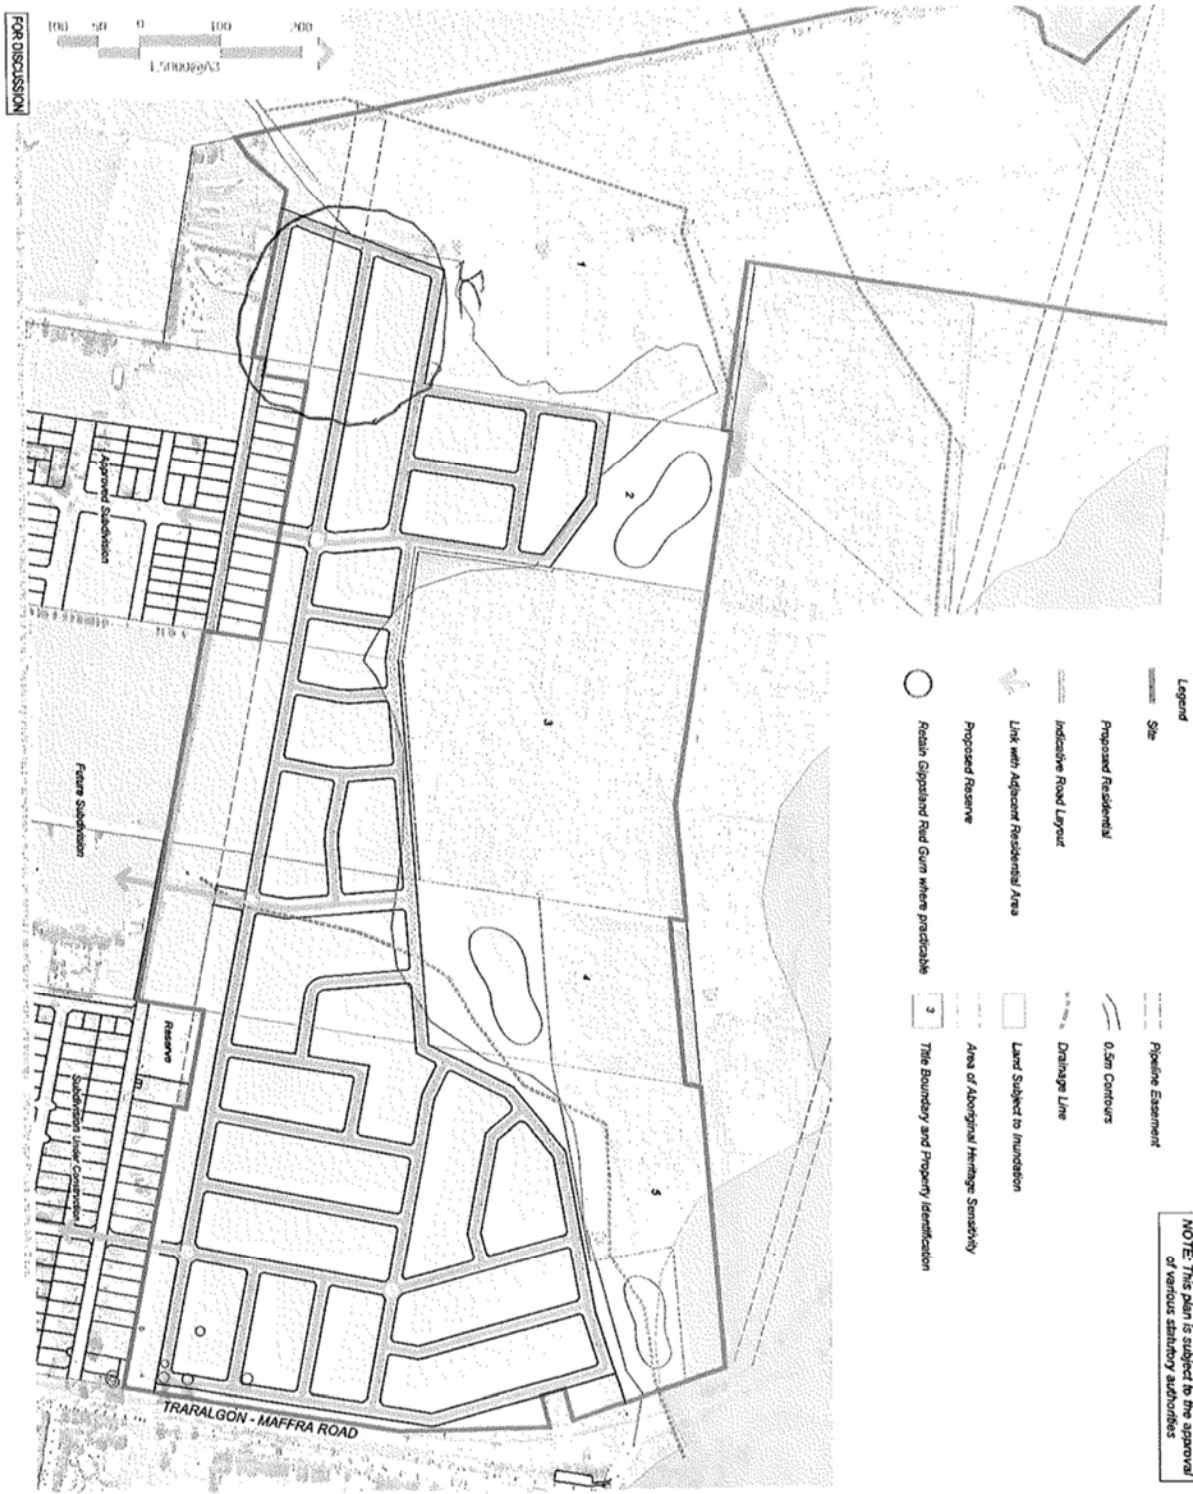 NOTE: This plan is subject to the approval
of various statutory authorities
Legend
Site
Proposed Residential
Indicative Road Layout
Link with Adjacent Residential Area
Proposed Reserve
Retain Gippsland Red Gum where practicable
Pipeline Easement
0.5m Contours
Drainage Line
Land Subject to Inundation
Area of Aboriginal Heritage Sensitivity
3
Title Boundary and Property Identification
1
2
3
4
5
Approved Subdivision
Future Subdivision
Reserve
Subdivision Under Construction
TRARALGON - MAFFRA ROAD
100 50 0 100 200
FOR DISCUSSION